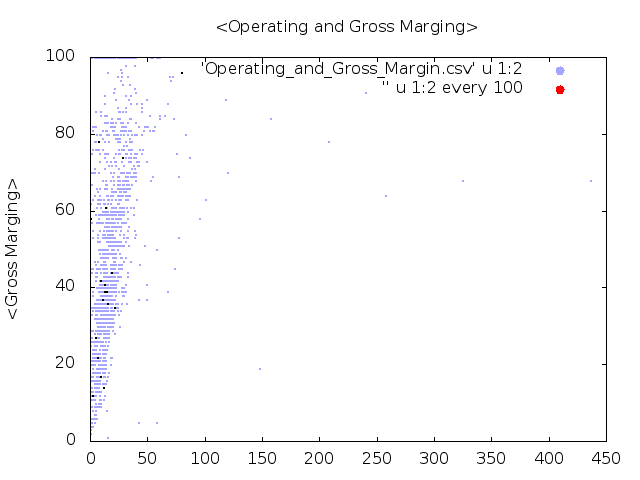 <Operating and Gross Marging>
'Operating_and_Gross_Margin.csv' u 1:2
'' u 1:2 every 100
<Gross Marging>
100
80
60
40
20
0
0 50 100 150 200 250 300 350 400 450